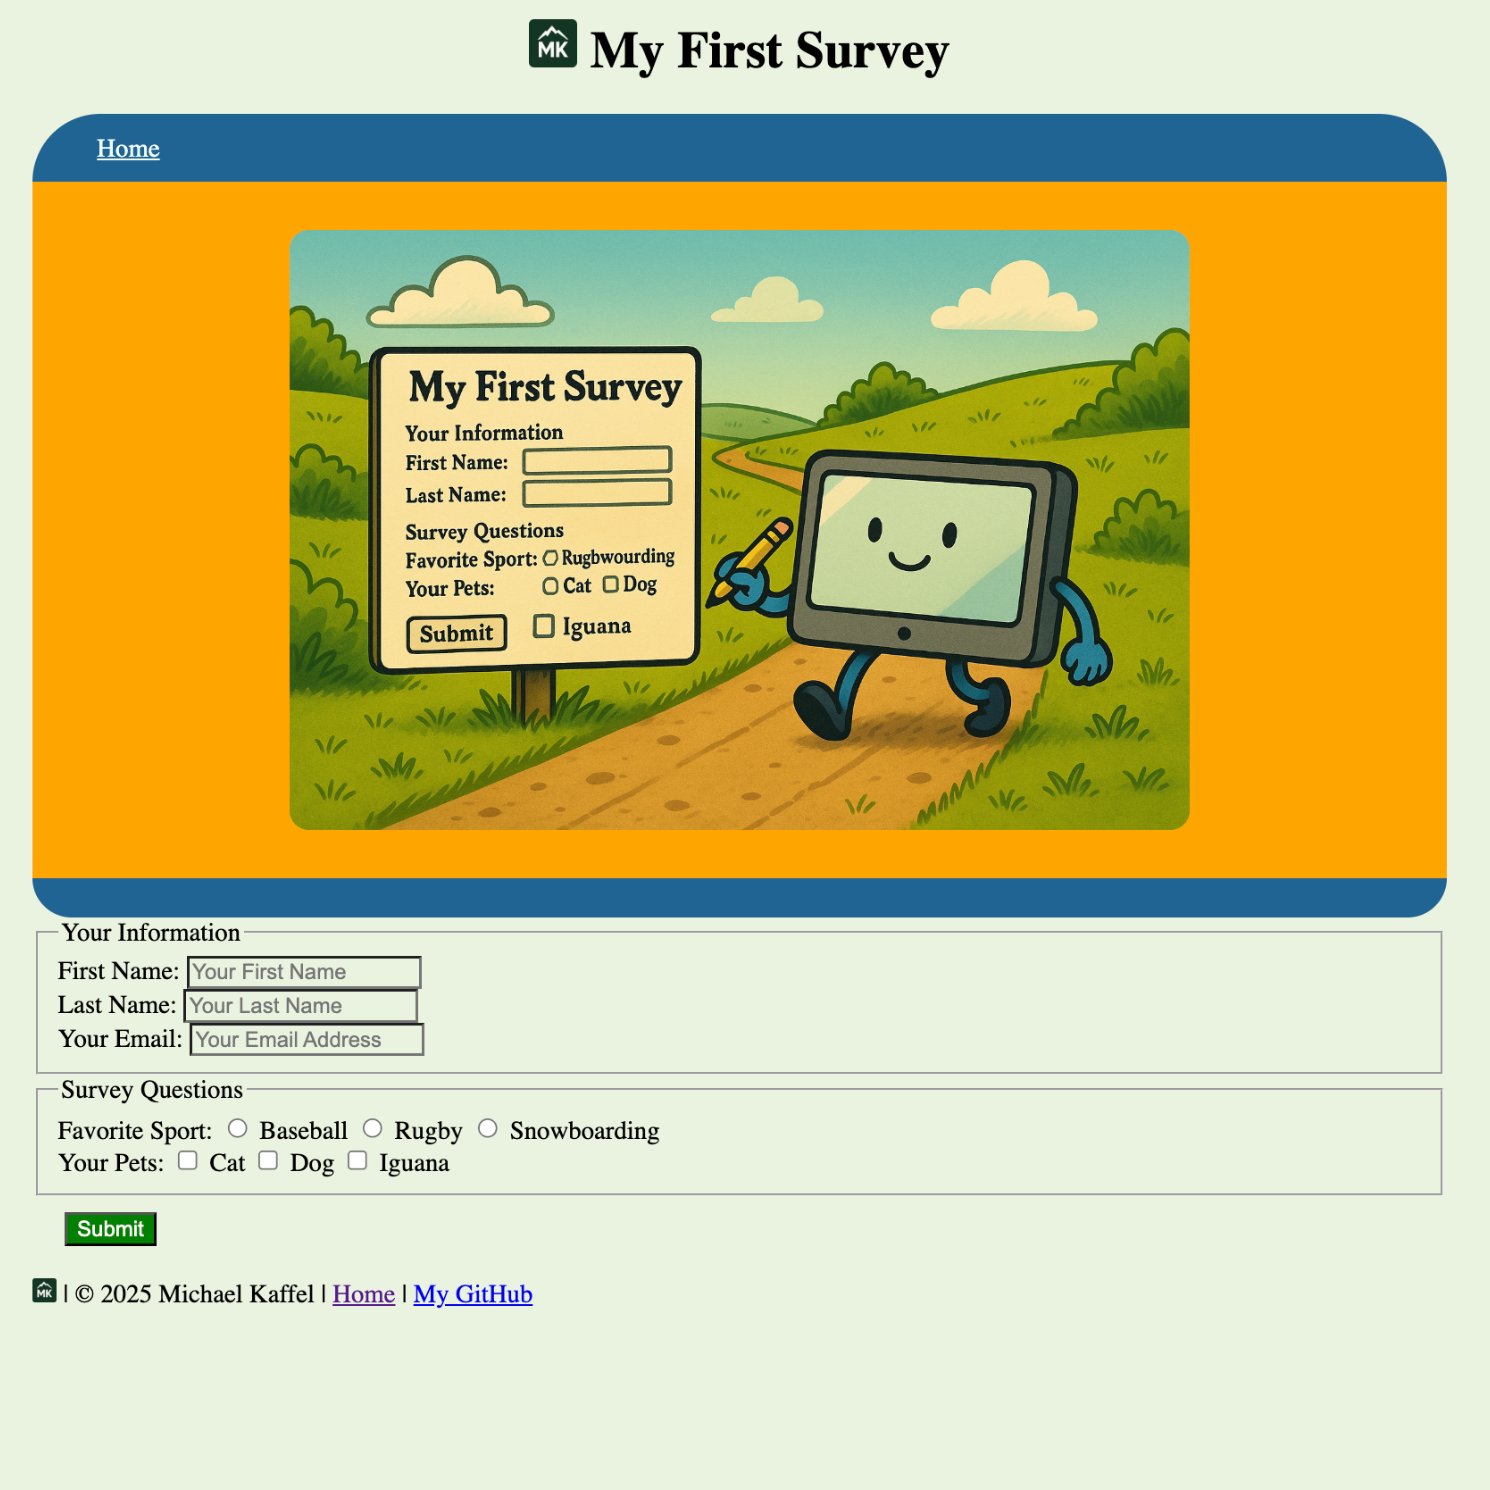 MK My First Survey
Home
My First Survey
Your Information
First Name:
Last Name:
Survey Questions
Favorite Sport: Rugbwourding
Your Pets: Cat Dog
Submit Iguana
Your Information
First Name: Your First Name
Last Name: Your Last Name
Your Email: Your Email Address
Survey Questions
Favorite Sport: Baseball Rugby Snowboarding
Your Pets: Cat Dog Iguana
Submit
MK | © 2025 Michael Kaffel | Home | My GitHub